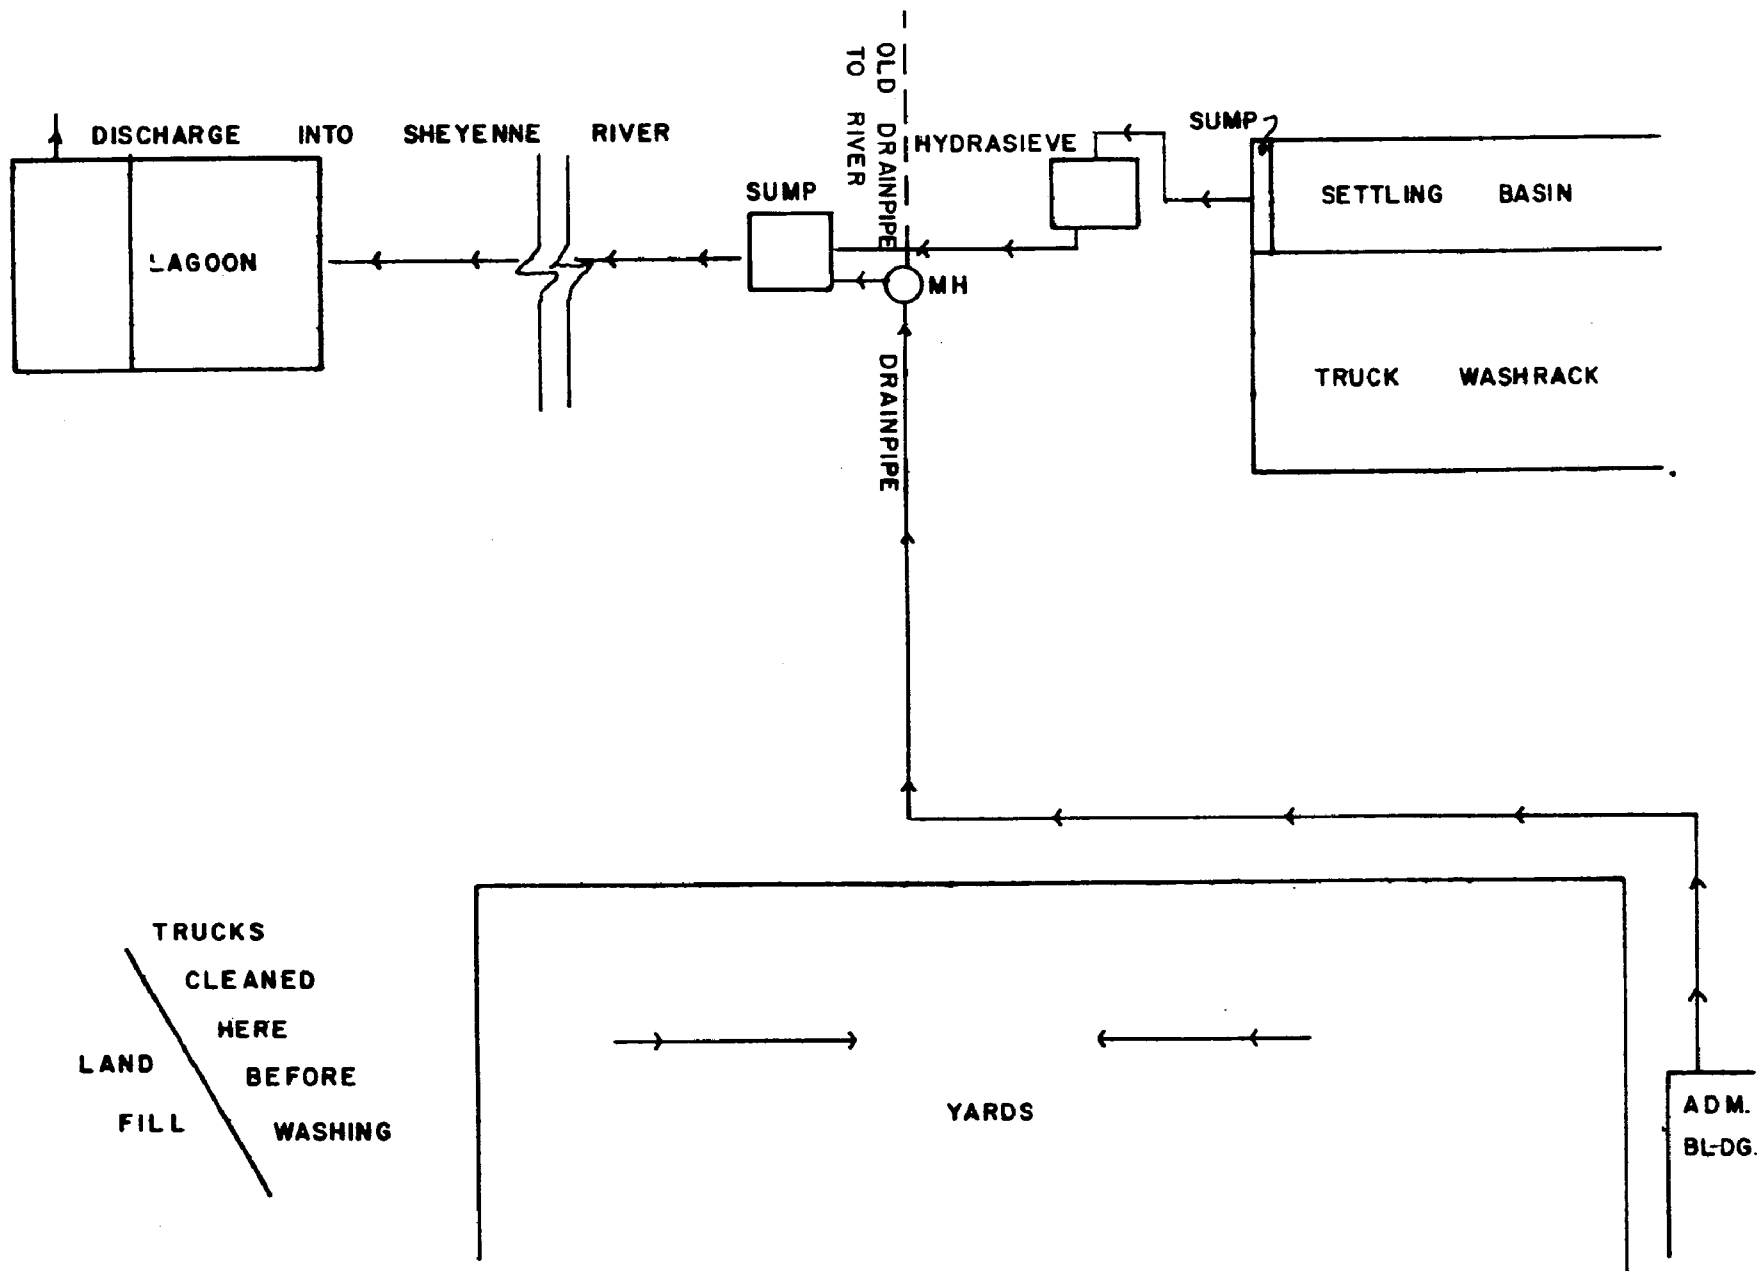 OLD DRAINPIPE
TO RIVER
DISCHARGE INTO SHEYENNE RIVER
HYDRASIEVE
SUMP
SETTLING BASIN
SUMP
LAGOON
MH
DRAINPIPE
TRUCK WASHRACK
TRUCKS
CLEANED
HERE
BEFORE
WASHING
LAND
FILL
YARDS
ADM.
BLDG.